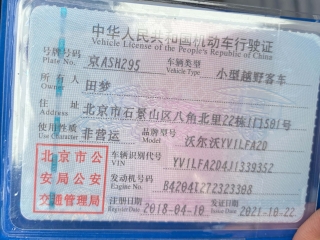 中华人民共和国机动车行驶证
Vehicle License of the People's Republic of China
号牌号码 京ASH295 车辆类型 小型越野客车
Plate No. Vehicle Type
所有人 田梦
Owner
住址 北京市石景山区八角北里22栋1门501号
Address
使用性质 非营运 品牌型号 沃尔沃YV1LFA2D
Use Character Model
北京市公安局公安交通管理局
车辆识别代号 YV1LFA2D4J1339352
VIN
发动机号码 B4204T272323308
Engine No.
注册日期 2018-04-10 发证日期 2021-10-22
Register Date Issue Date